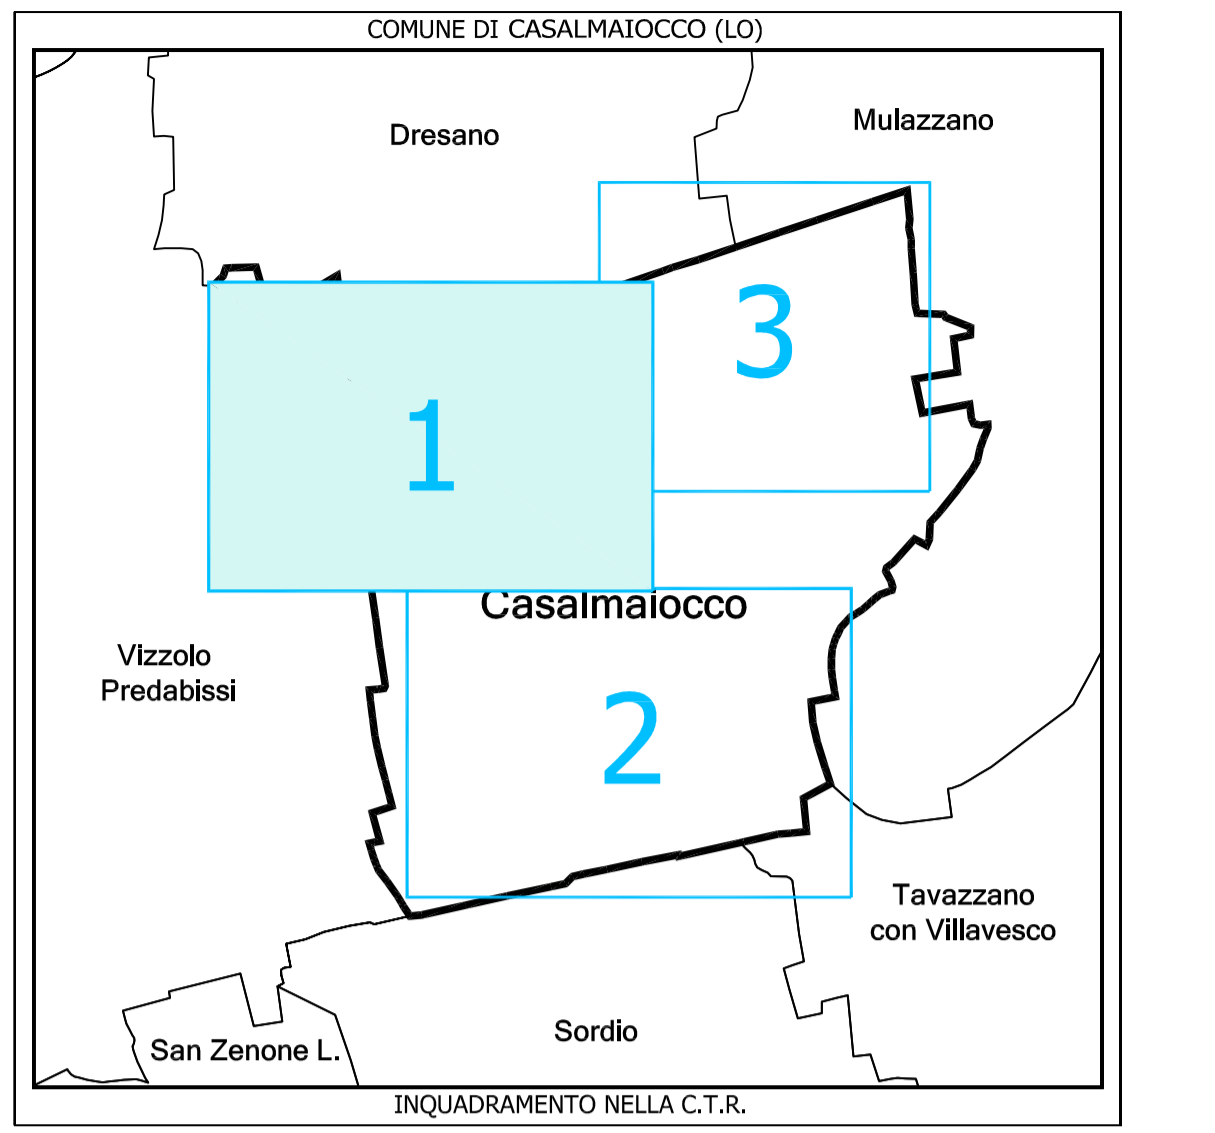 COMUNE DI CASALMAIOCCO (LO)
Mulazzano
Dresano
3
1
Casalmaiocco
Vizzolo
Predabissi
2
Tavazzano
con Villavesco
Sordio
San Zenone L.
INQUADRAMENTO NELLA C.T.R.